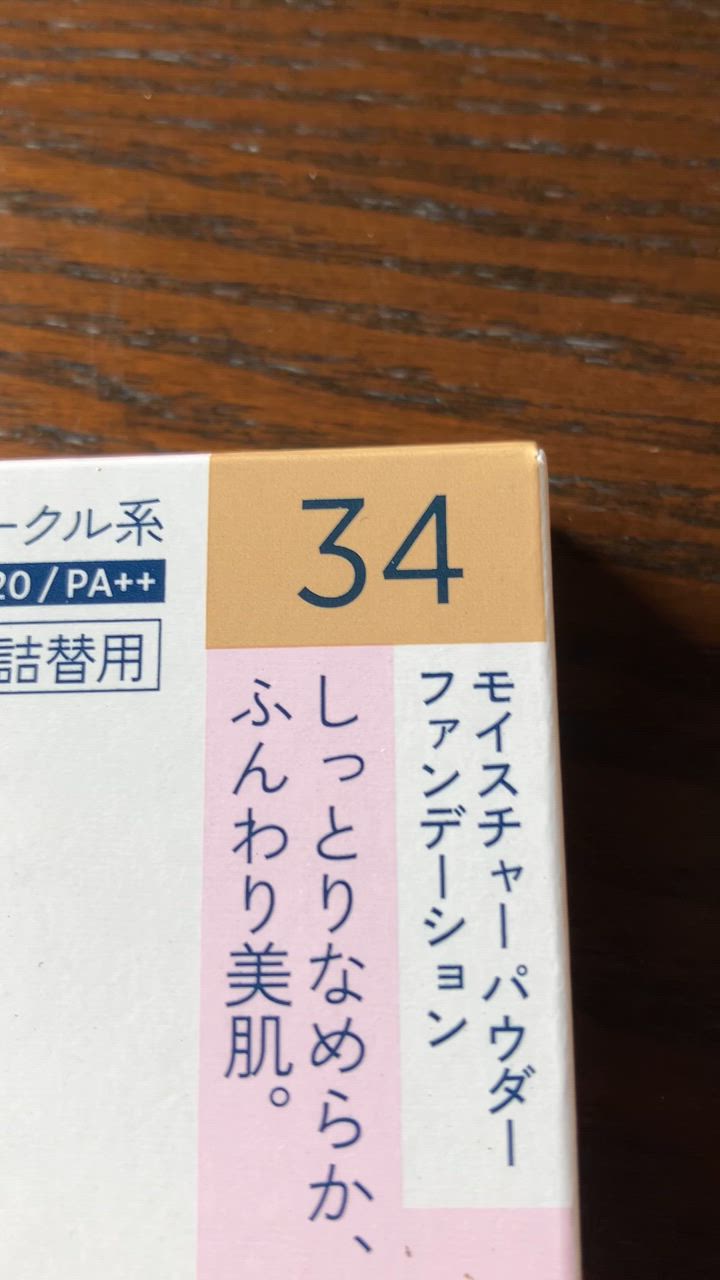 ークル系
20/PA++
詰替用
34
モイスチャーパウダー
ファンデーション
しっとりなめらか、
ふんわり美肌。